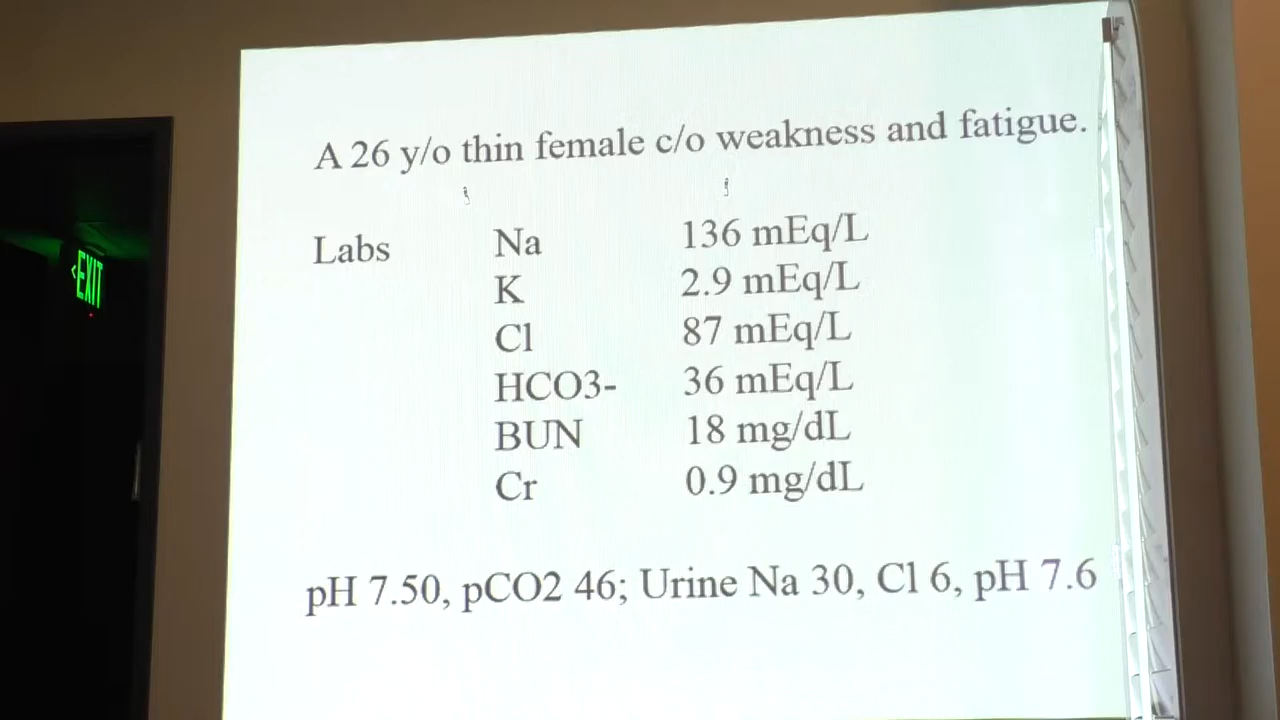 A 26 y/o thin female c/o weakness and fatigue.
Labs Na 136 mEq/L
K 2.9 mEq/L
Cl 87 mEq/L
HCO3- 36 mEq/L
BUN 18 mg/dL
Cr 0.9 mg/dL
pH 7.50, pCO2 46; Urine Na 30, Cl 6, pH 7.6
<EXIT